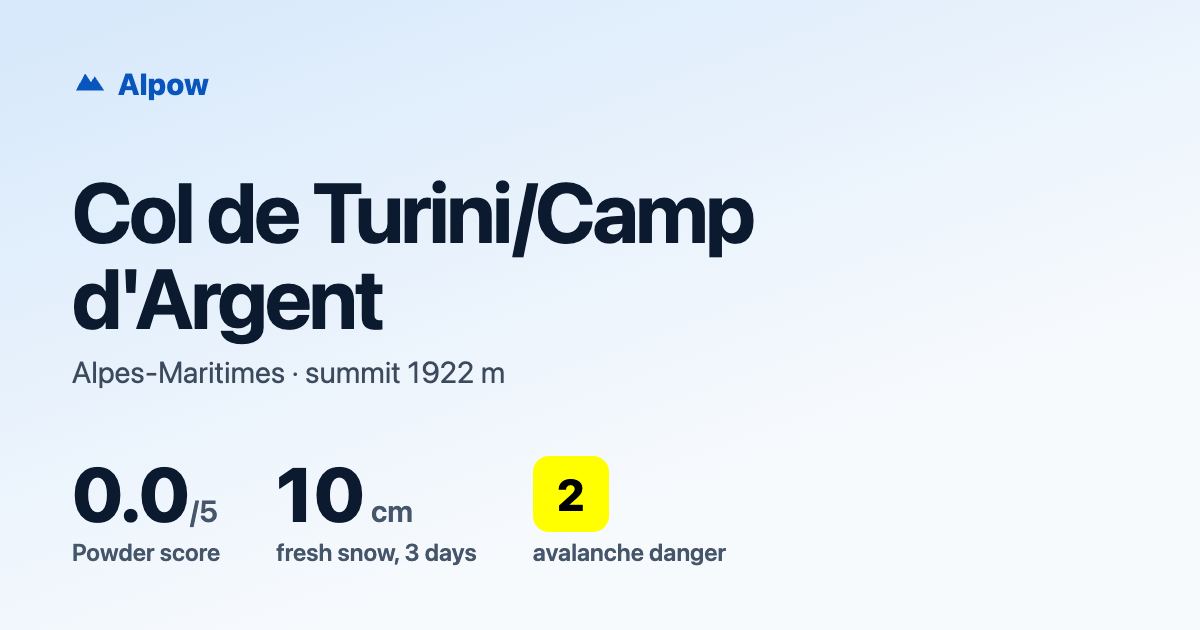 Alpow
Col de Turini/Camp
d'Argent
Alpes-Maritimes · summit 1922 m
0.0/5
Powder score
10 cm
fresh snow, 3 days
2
avalanche danger